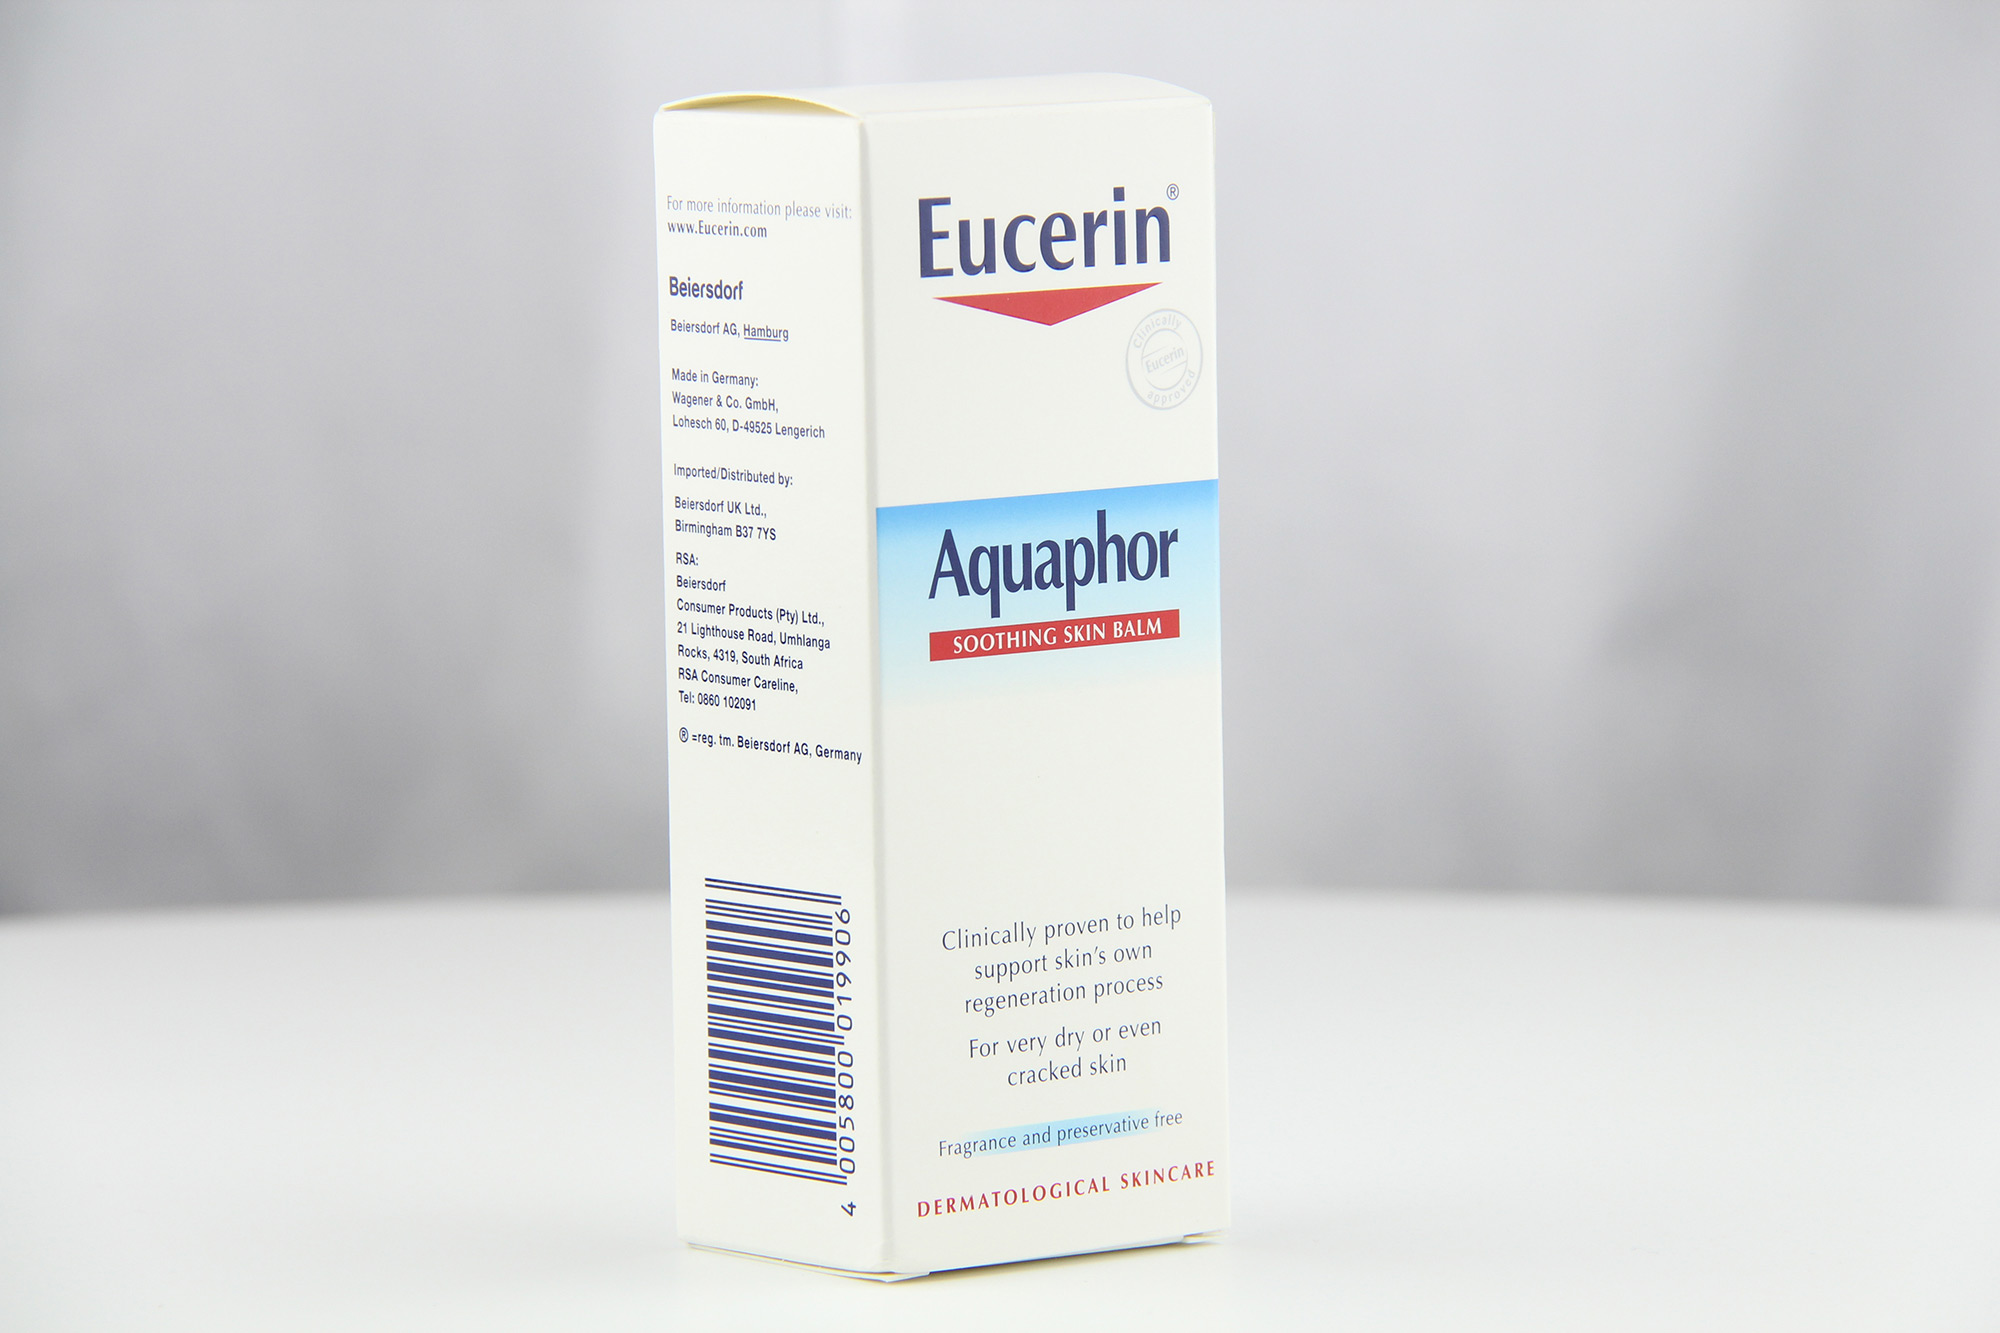 For more information please visit:
www.Eucerin.com
Beiersdorf
Beiersdorf AG, Hamburg
Made in Germany:
Wagener & Co. GmbH,
Lohesch 60, D-49525 Lengerich
Imported/Distributed by:
Beiersdorf UK Ltd.,
Birmingham B37 7YS
RSA:
Beiersdorf
Consumer Products (Pty) Ltd.,
21 Lighthouse Road, Umhlanga
Rocks, 4319, South Africa
RSA Consumer Careline,
Tel: 0860 102091
® =reg. tm. Beiersdorf AG, Germany
4 005800 019906
Eucerin®
Clinically
Eucerin
approved
Aquaphor
SOOTHING SKIN BALM
Clinically proven to help
support skin's own
regeneration process
For very dry or even
cracked skin
Fragrance and preservative free
DERMATOLOGICAL SKINCARE